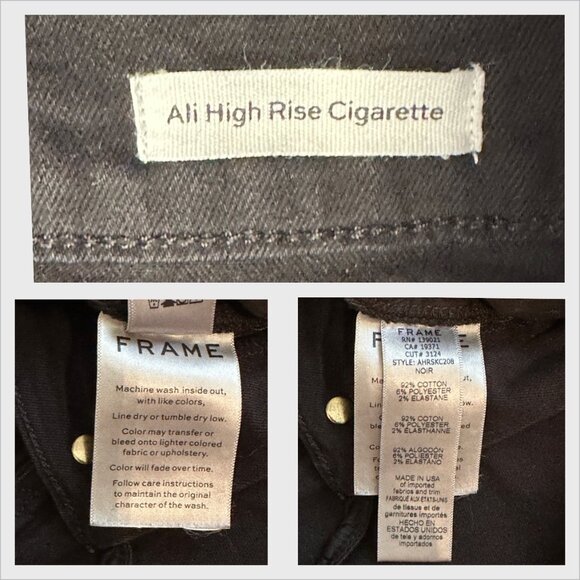 Ali High Rise Cigarette
FRAME
Machine wash inside out,
with like colors,
Line dry or tumble dry low.
Color may transfer or
bleed onto lighter colored
fabric or upholstery.
Color will fade over time.
Follow care instructions
to maintain the original
character of the wash.
FRAME
RN# 139021
CA# 19371
CUT# 3124
STYLE: AHRSKC208
NOIR
92% COTTON
6% POLYESTER
2% ELASTANE
92% COTON
6% POLYESTER
2% ELASTHANNE
92% ALGODÓN
6% POLIESTER
2% ELASTANO
MADE IN USA
of imported
fabrics and trim
FABRIQUÉ AUX ÉTATS-UNIS
de tissus et de
garnitures importés
HECHO EN
ESTADOS UNIDOS
de tela y adornos
importados